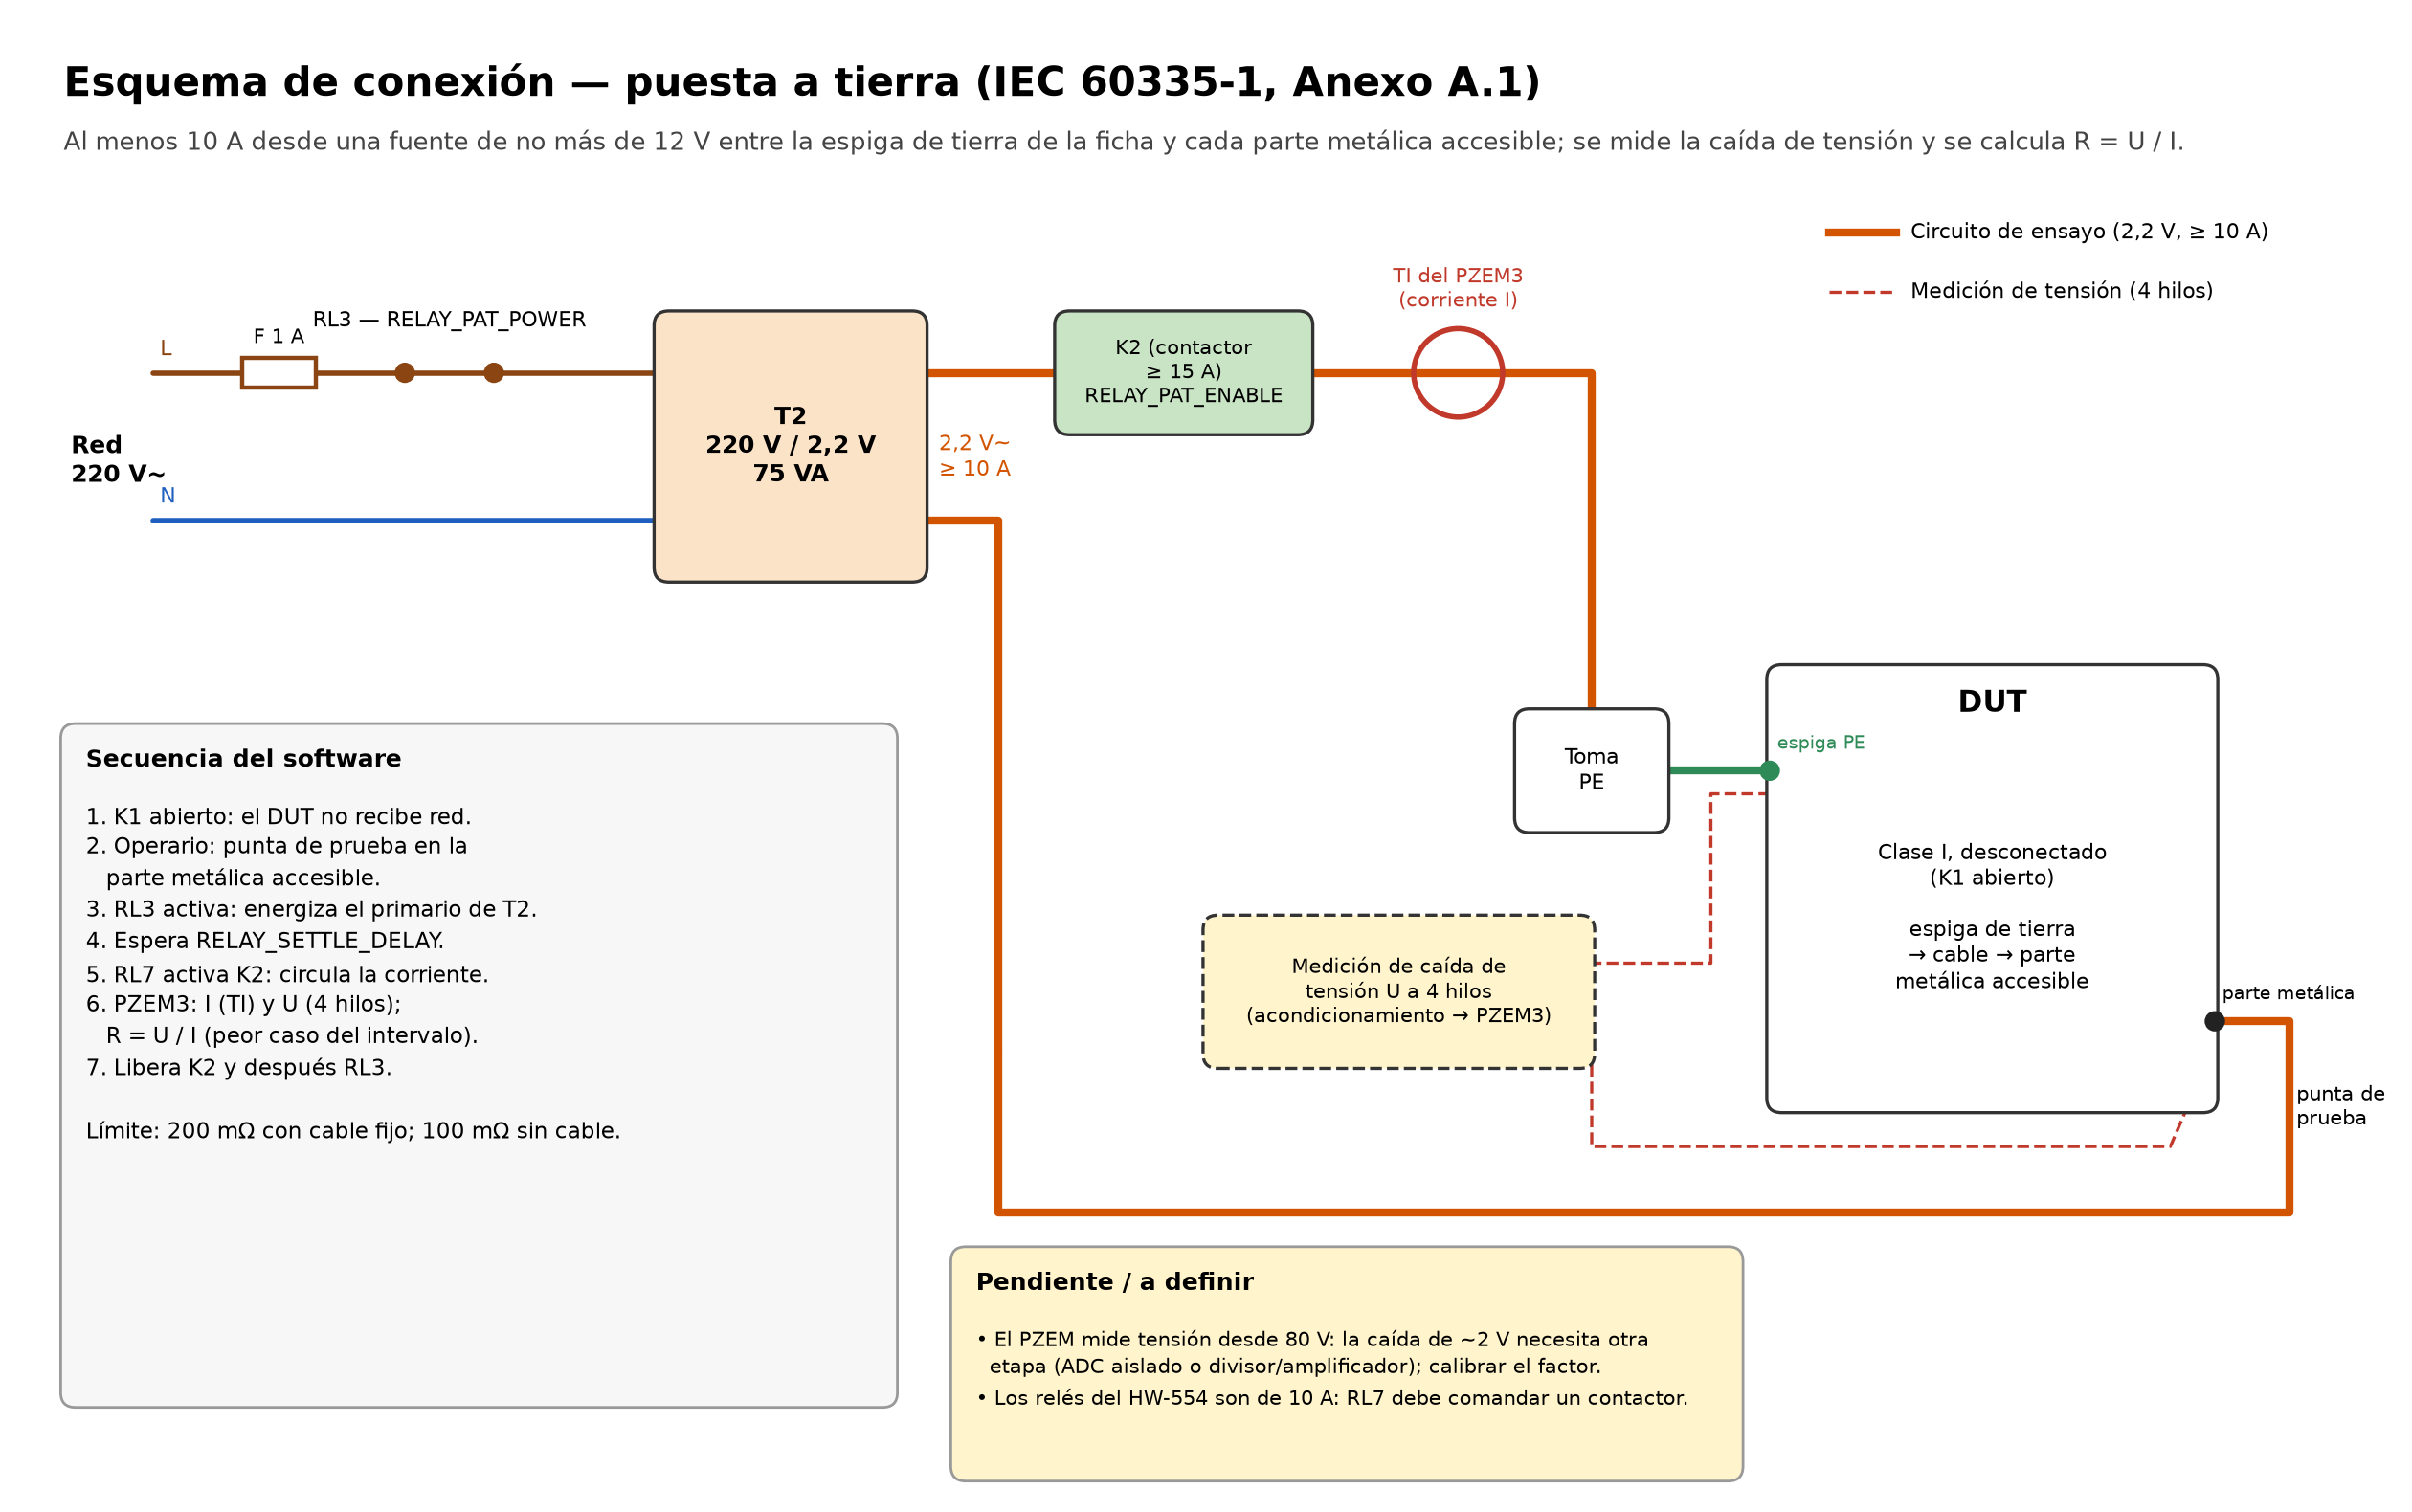 Esquema de conexión — puesta a tierra (IEC 60335-1, Anexo A.1)
Al menos 10 A desde una fuente de no más de 12 V entre la espiga de tierra de la ficha y cada parte metálica accesible; se mide la caída de tensión y se calcula R = U / I.
Circuito de ensayo (2,2 V, ≥ 10 A)
Medición de tensión (4 hilos)
TI del PZEM3
(corriente I)
RL3 — RELAY_PAT_POWER
F 1 A
L
Red
220 V~
N
T2
220 V / 2,2 V
75 VA
2,2 V~
≥ 10 A
K2 (contactor
≥ 15 A)
RELAY_PAT_ENABLE
Toma
PE
DUT
espiga PE
Clase I, desconectado
(K1 abierto)
espiga de tierra
→ cable → parte
metálica accesible
parte metálica
punta de
prueba
Medición de caída de
tensión U a 4 hilos
(acondicionamiento → PZEM3)
Secuencia del software
1. K1 abierto: el DUT no recibe red.
2. Operario: punta de prueba en la
parte metálica accesible.
3. RL3 activa: energiza el primario de T2.
4. Espera RELAY_SETTLE_DELAY.
5. RL7 activa K2: circula la corriente.
6. PZEM3: I (TI) y U (4 hilos);
R = U / I (peor caso del intervalo).
7. Libera K2 y después RL3.
Límite: 200 mΩ con cable fijo; 100 mΩ sin cable.
Pendiente / a definir
• El PZEM mide tensión desde 80 V: la caída de ~2 V necesita otra
etapa (ADC aislado o divisor/amplificador); calibrar el factor.
• Los relés del HW-554 son de 10 A: RL7 debe comandar un contactor.